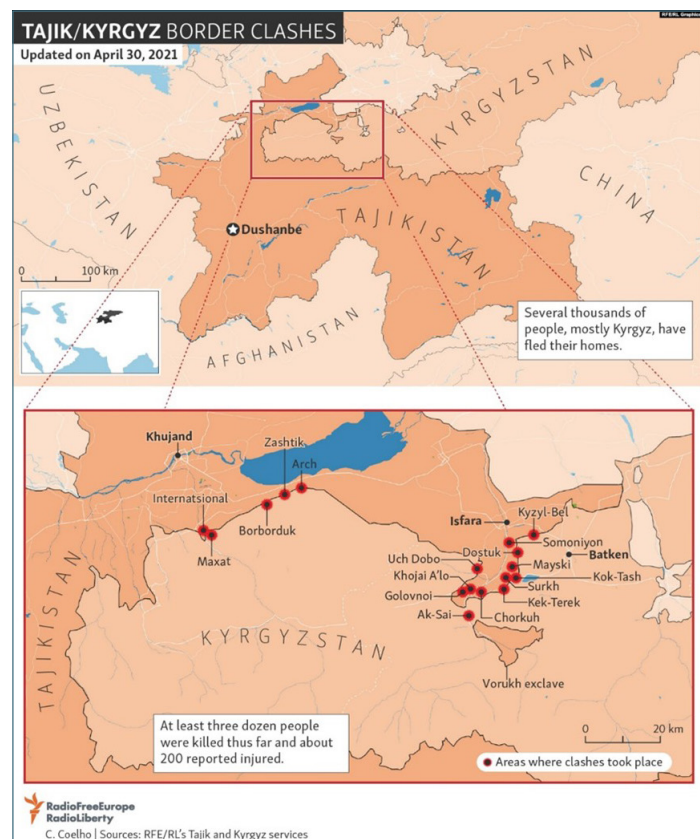 TAJIK/KYRGYZ BORDER CLASHES
RFE/RL Graphics
Updated on April 30, 2021
UZBEKISTAN
KYRGYZSTAN
CHINA
TAJIKISTAN
Dushanbe
0 100 km
AFGHANISTAN
Several thousands of
people, mostly Kyrgyz, have
fled their homes.
Khujand
Zashtik
Arch
Internatsional
Borborduk
Maxat
Isfara
Kyzyl-Bel
Somoniyon
Dostuk
Batken
Uch Dobo
Mayski
Khojai A'lo
Kok-Tash
Surkh
Golovnoi
Kek-Terek
Ak-Sai
Chorkuh
TAJIKISTAN
KYRGYZSTAN
Vorukh exclave
At least three dozen people
were killed thus far and about
200 reported injured.
0 20 km
Areas where clashes took place
RadioFreeEurope
RadioLiberty
C. Coelho | Sources: RFE/RL's Tajik and Kyrgyz services